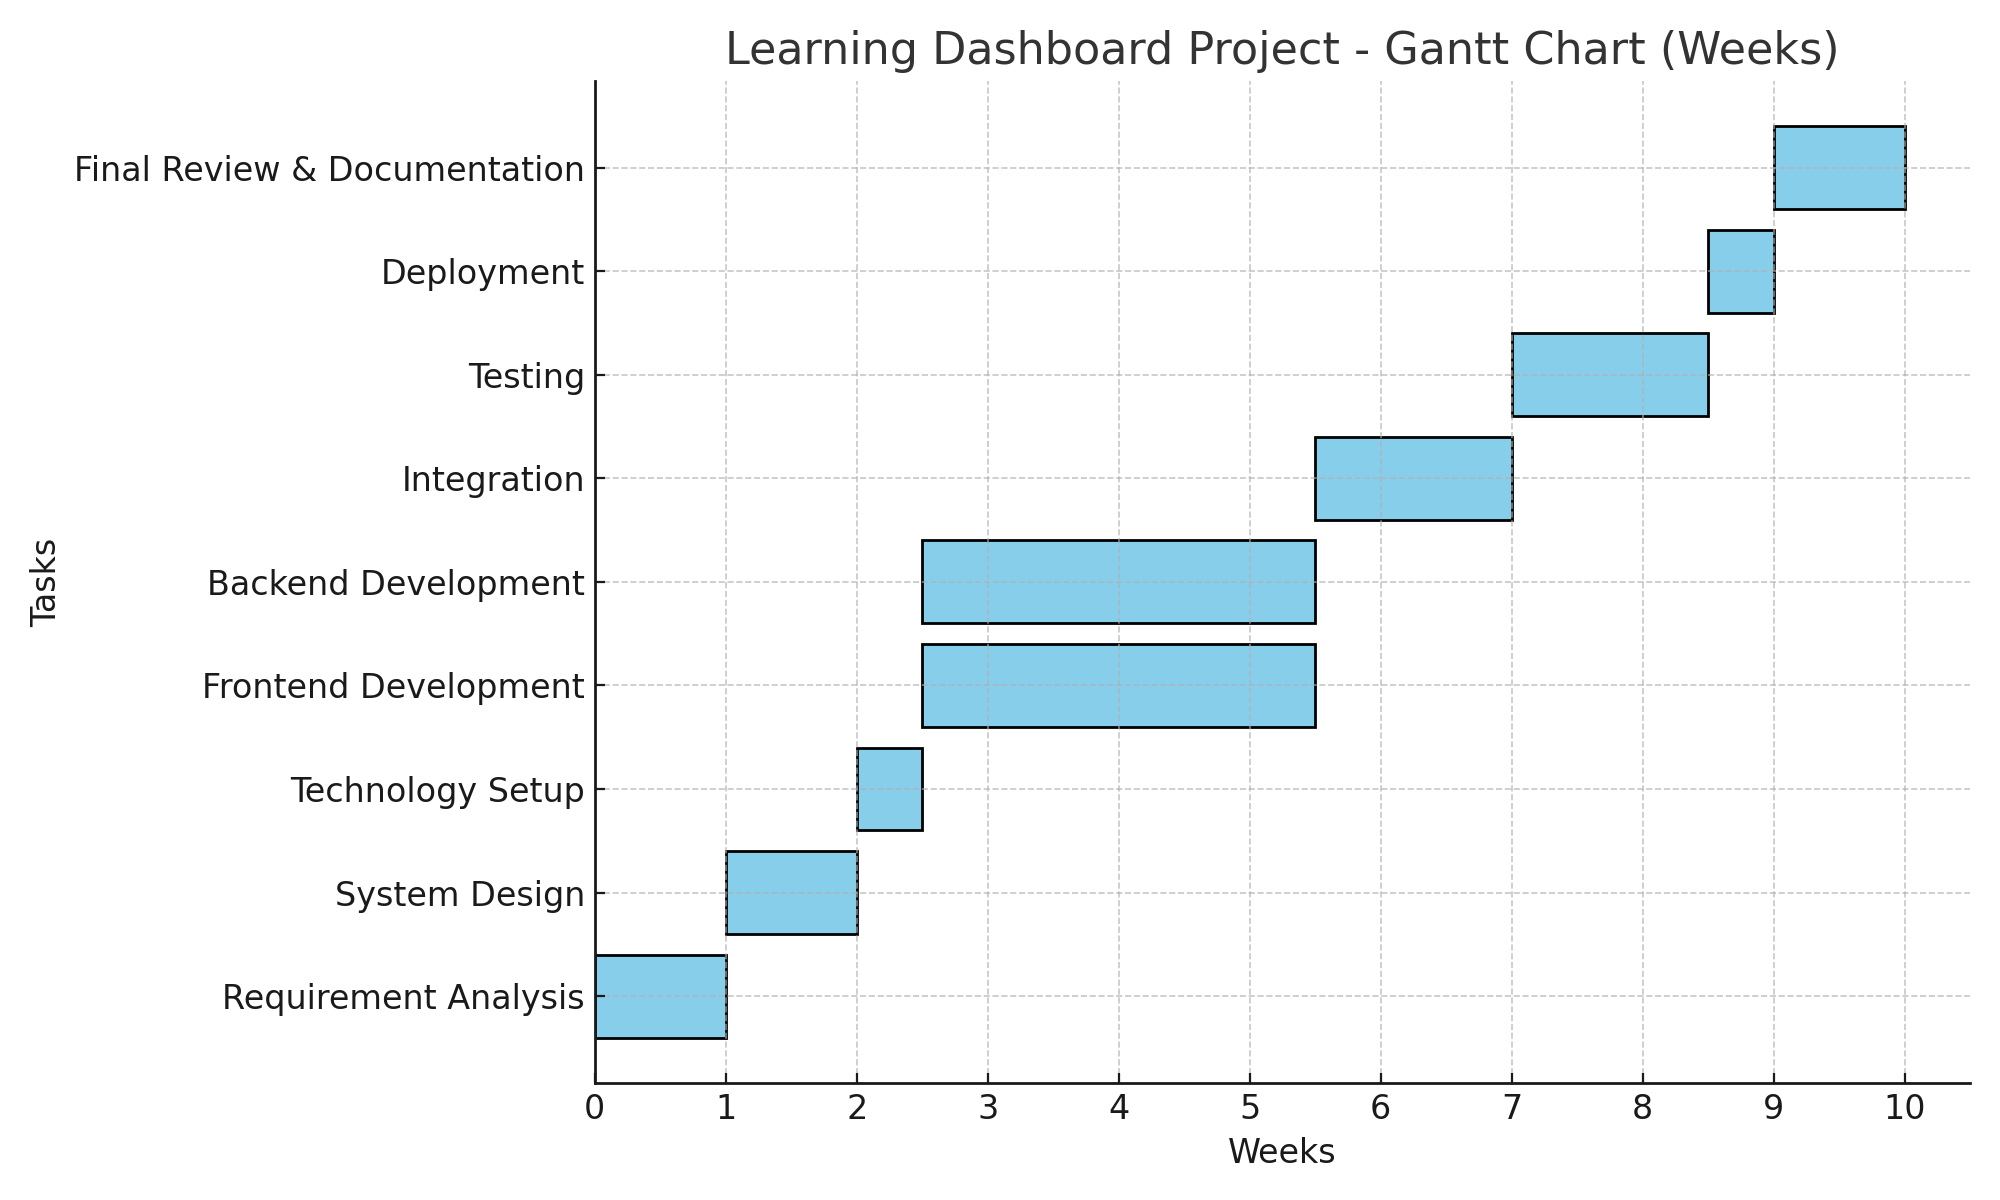 Learning Dashboard Project - Gantt Chart (Weeks)
Final Review & Documentation
Deployment
Testing
Integration
Backend Development
Frontend Development
Technology Setup
System Design
Requirement Analysis
Tasks
0 1 2 3 4 5 6 7 8 9 10
Weeks